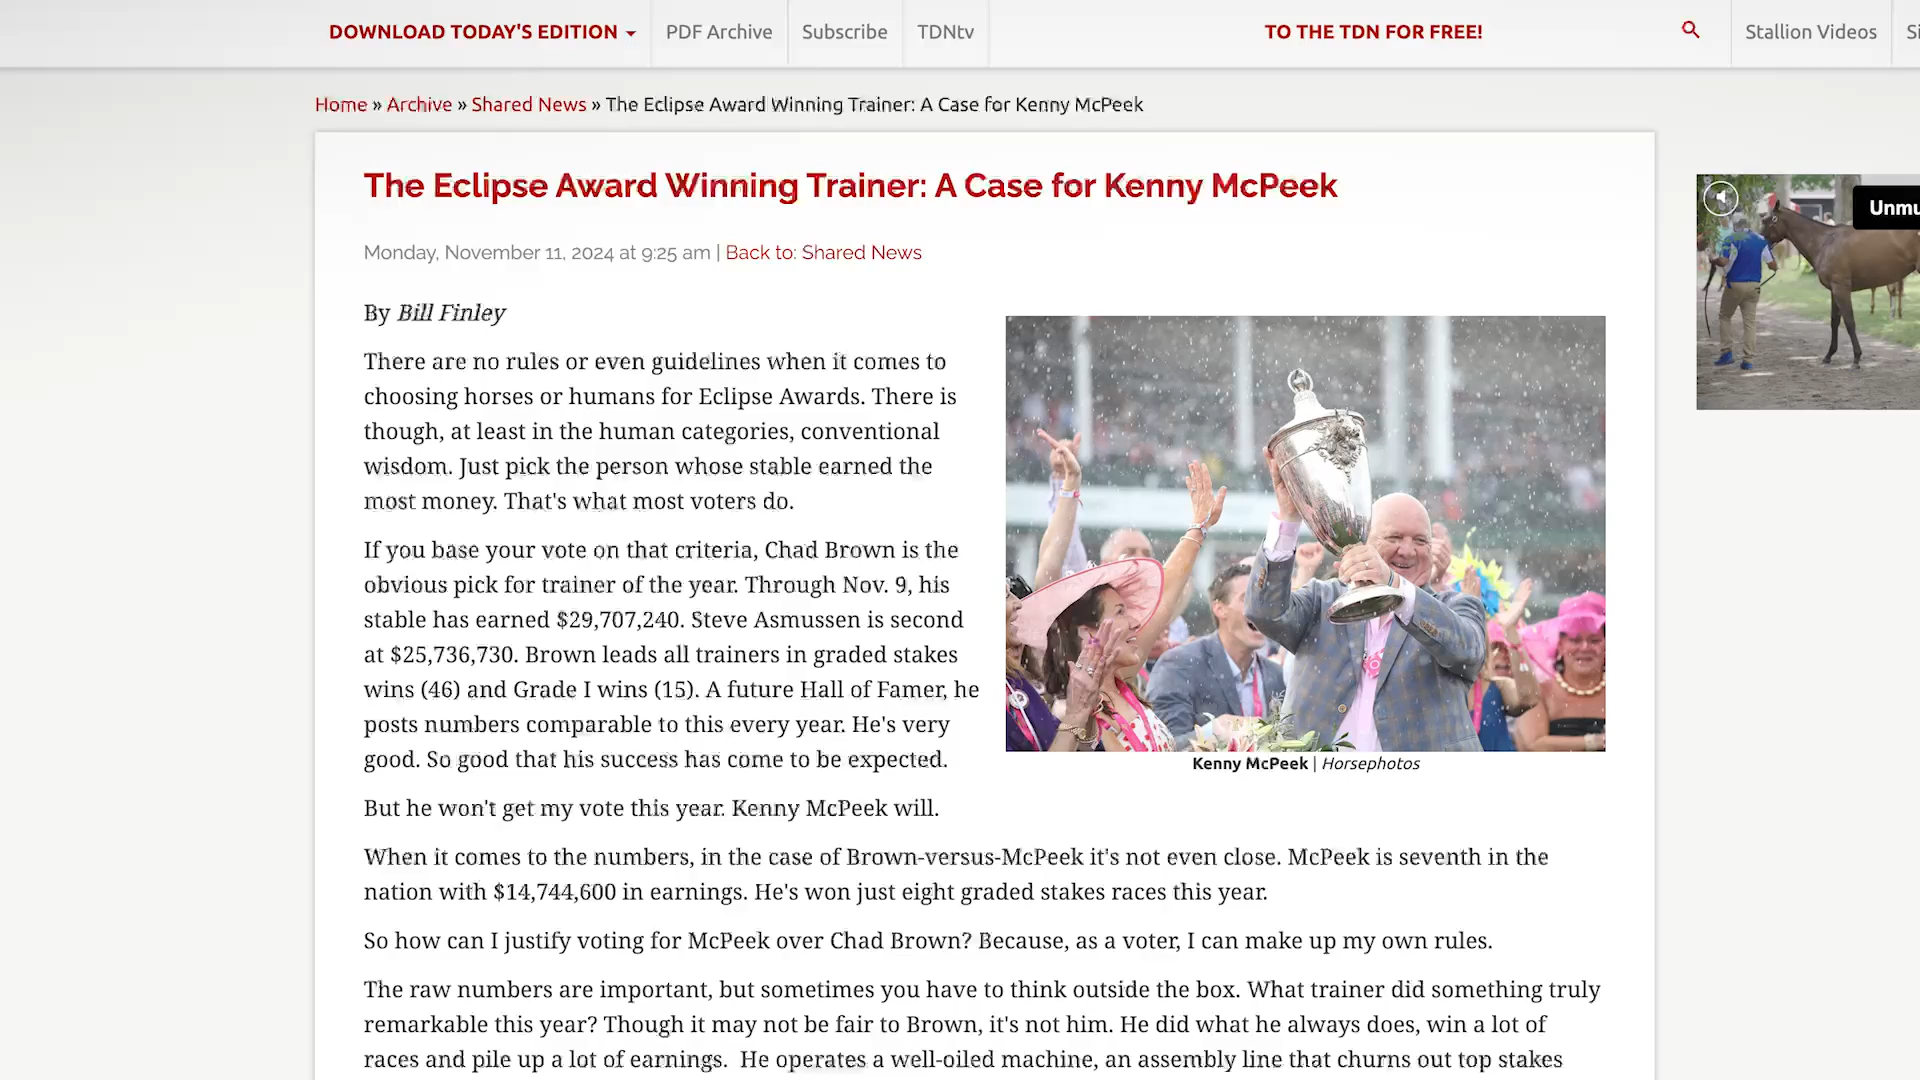 DOWNLOAD TODAY'S EDITION PDF Archive Subscribe TDNtv TO THE TDN FOR FREE! Stallion Videos
Home » Archive » Shared News » The Eclipse Award Winning Trainer: A Case for Kenny McPeek
The Eclipse Award Winning Trainer: A Case for Kenny McPeek
Monday, November 11, 2024 at 9:25 am | Back to: Shared News
By Bill Finley
There are no rules or even guidelines when it comes to
choosing horses or humans for Eclipse Awards. There is
though, at least in the human categories, conventional
wisdom. Just pick the person whose stable earned the
most money. That's what most voters do.
If you base your vote on that criteria, Chad Brown is the
obvious pick for trainer of the year. Through Nov. 9, his
stable has earned $29,707,240. Steve Asmussen is second
at $25,736,730. Brown leads all trainers in graded stakes
wins (46) and Grade I wins (15). A future Hall of Famer, he
posts numbers comparable to this every year. He's very
good. So good that his success has come to be expected.
Kenny McPeek | Horsephotos
But he won't get my vote this year. Kenny McPeek will.
When it comes to the numbers, in the case of Brown-versus-McPeek it's not even close. McPeek is seventh in the
nation with $14,744,600 in earnings. He's won just eight graded stakes races this year.
So how can I justify voting for McPeek over Chad Brown? Because, as a voter, I can make up my own rules.
The raw numbers are important, but sometimes you have to think outside the box. What trainer did something truly
remarkable this year? Though it may not be fair to Brown, it's not him. He did what he always does, win a lot of
races and pile up a lot of earnings. He operates a well-oiled machine, an assembly line that churns out top stakes